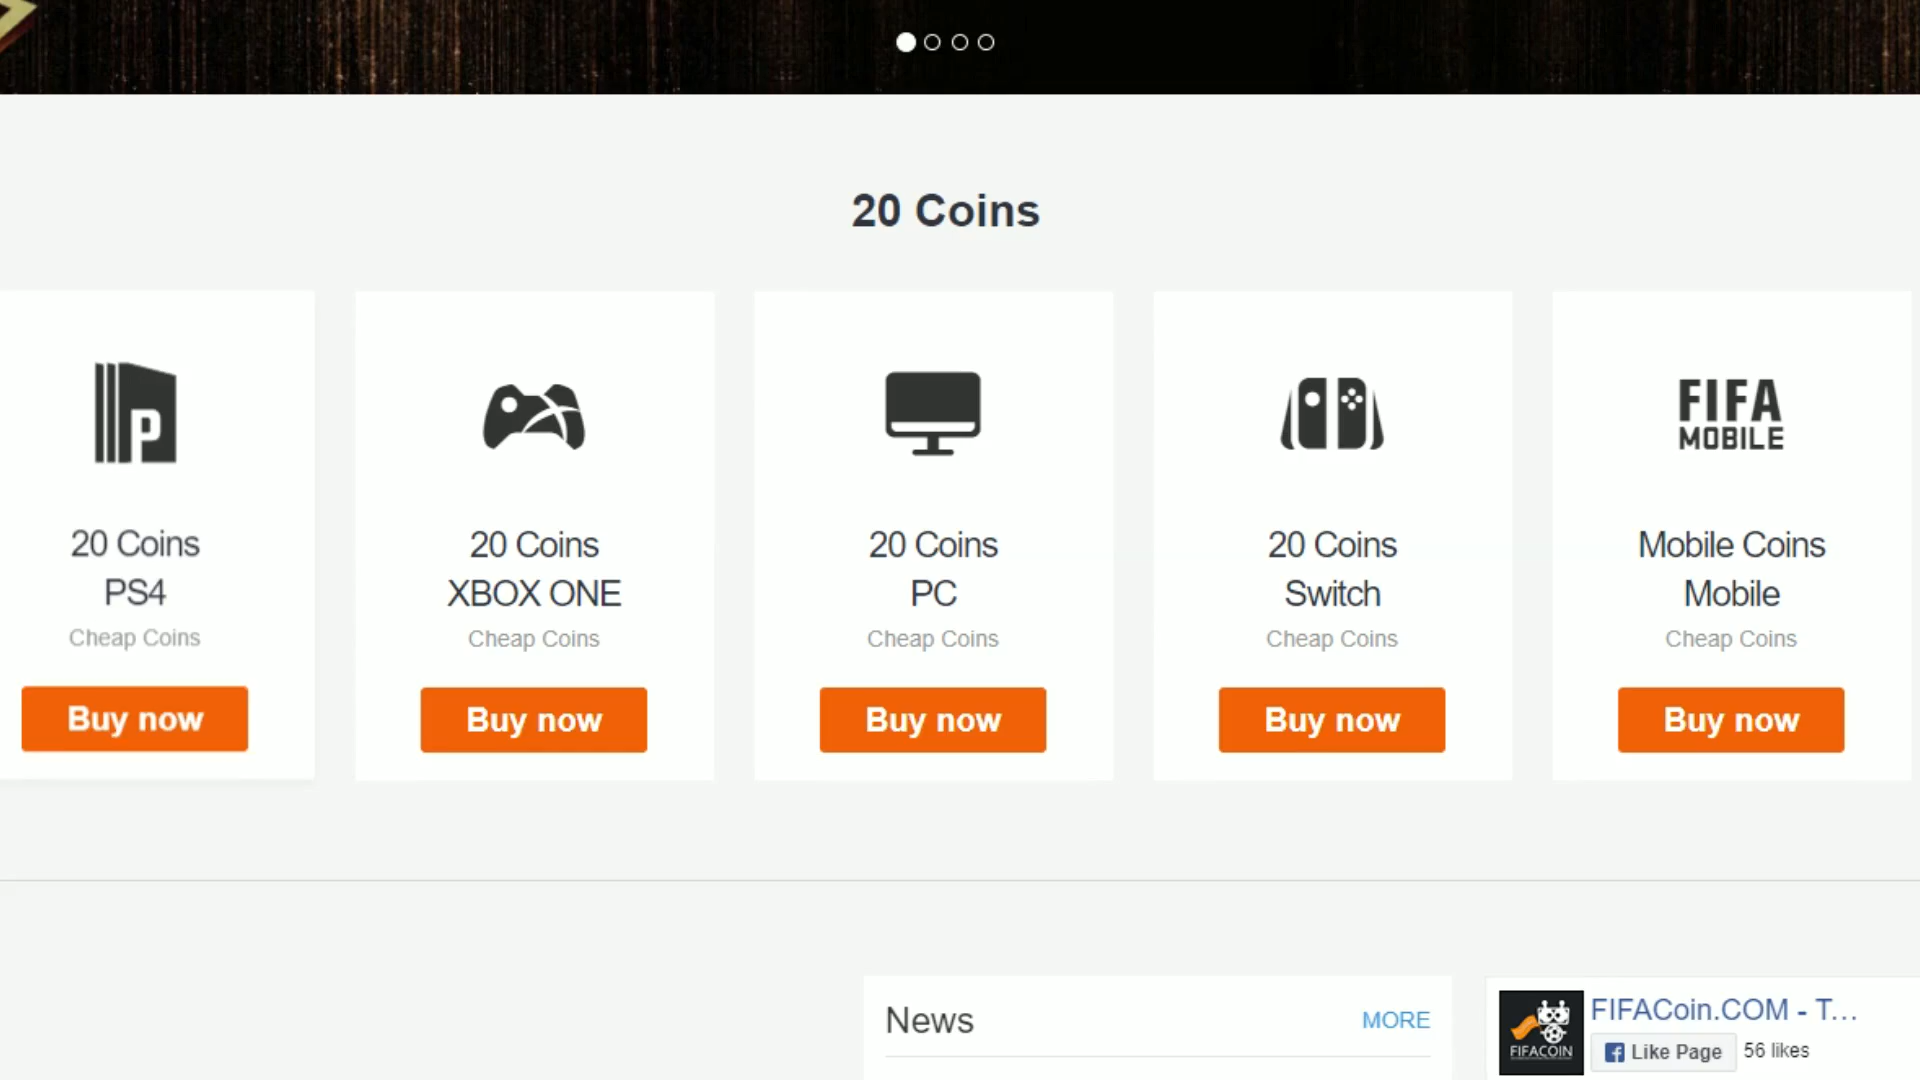 20 Coins
P
FIFA
MOBILE
20 Coins
PS4
Cheap Coins
Buy now
20 Coins
XBOX ONE
Cheap Coins
Buy now
20 Coins
PC
Cheap Coins
Buy now
20 Coins
Switch
Cheap Coins
Buy now
Mobile Coins
Mobile
Cheap Coins
Buy now
News
MORE
FIFACOIN
FIFACoin.COM - T...
Like Page
56 likes